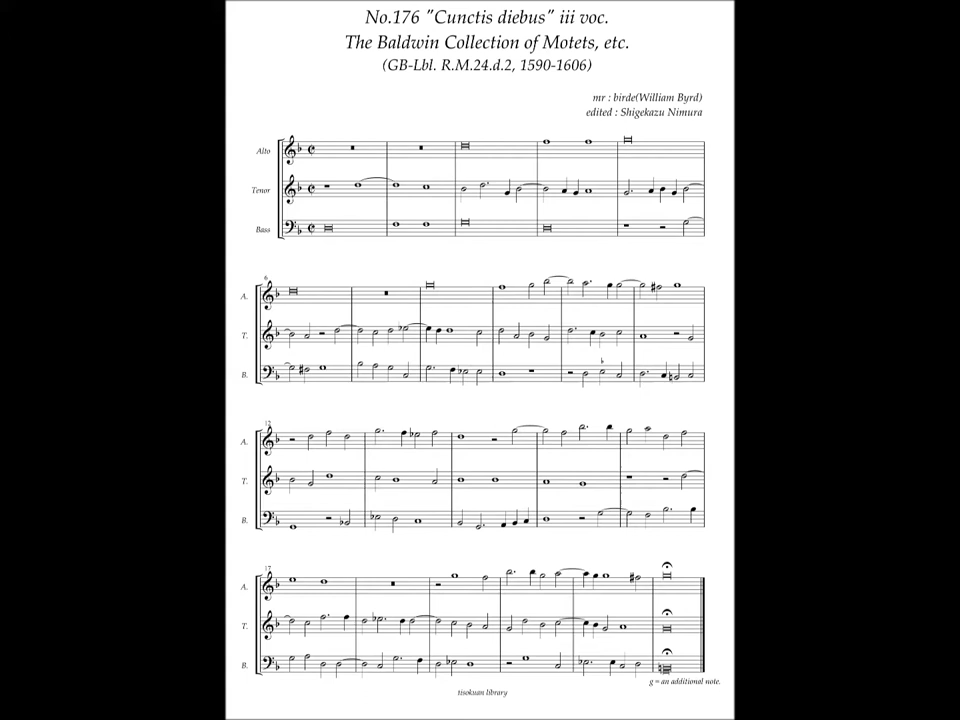 No.176 "Cunctis diebus" iii voc.
The Baldwin Collection of Motets, etc.
(GB-Lbl. R.M.24.d.2, 1590-1606)
mr : birde(William Byrd)
edited : Shigekazu Nimura
Alto
Tenor
Bass
6
A.
T.
B.
12
A.
T.
B.
17
A.
T.
B.
g = an additional note.
tisokuan library